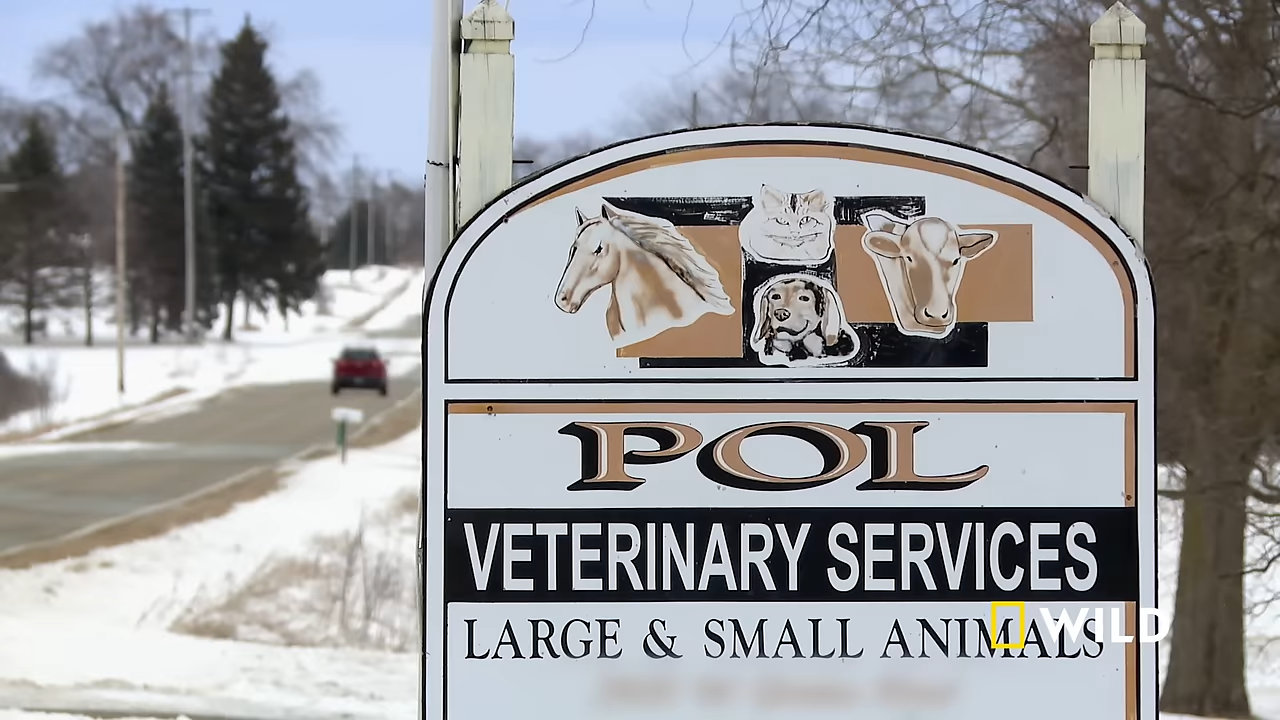 POL
VETERINARY SERVICES
LARGE & SMALL ANIMALS
WILD